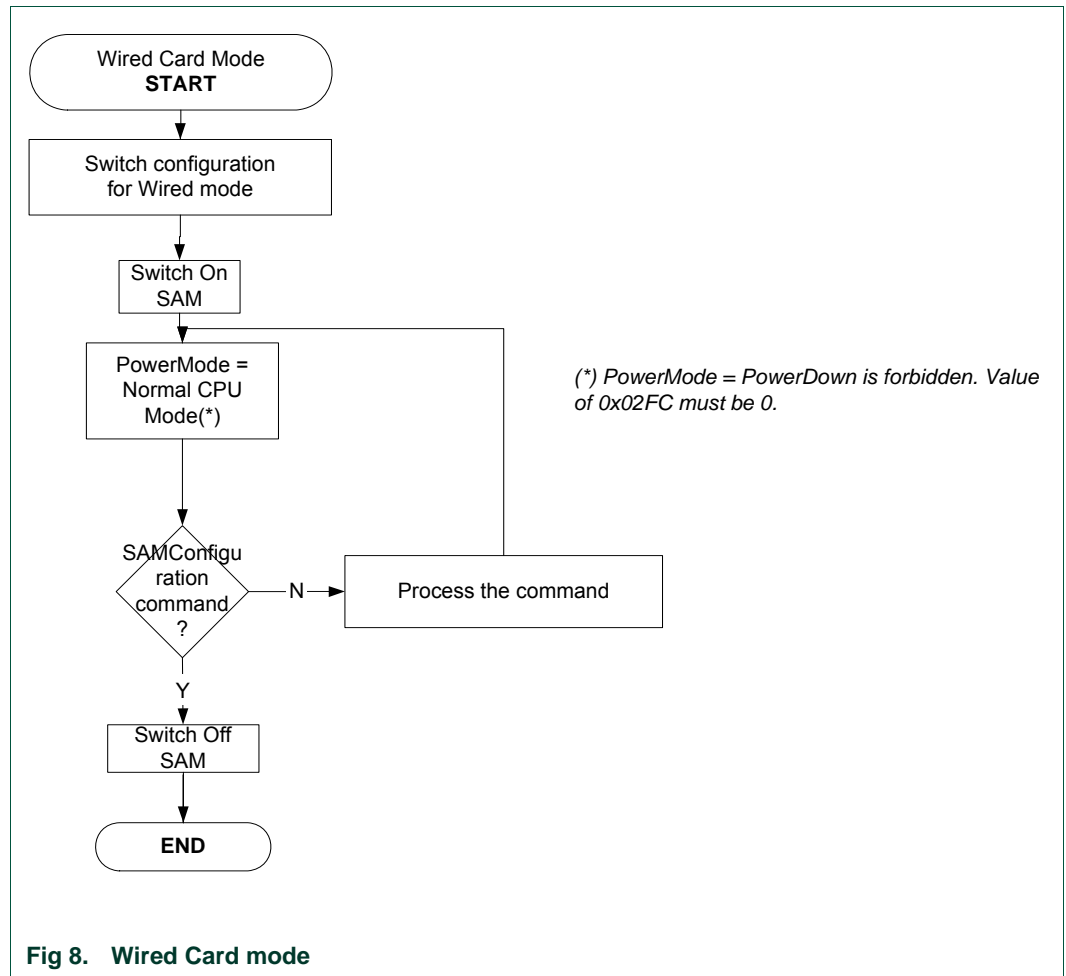 Wired Card Mode
START
Switch configuration
for Wired mode
Switch On
SAM
PowerMode =
Normal CPU
Mode(*)
(*) PowerMode = PowerDown is forbidden. Value
of 0x02FC must be 0.
SAMConfigu
ration
command
?
N
Process the command
Y
Switch Off
SAM
END
Fig 8. Wired Card mode